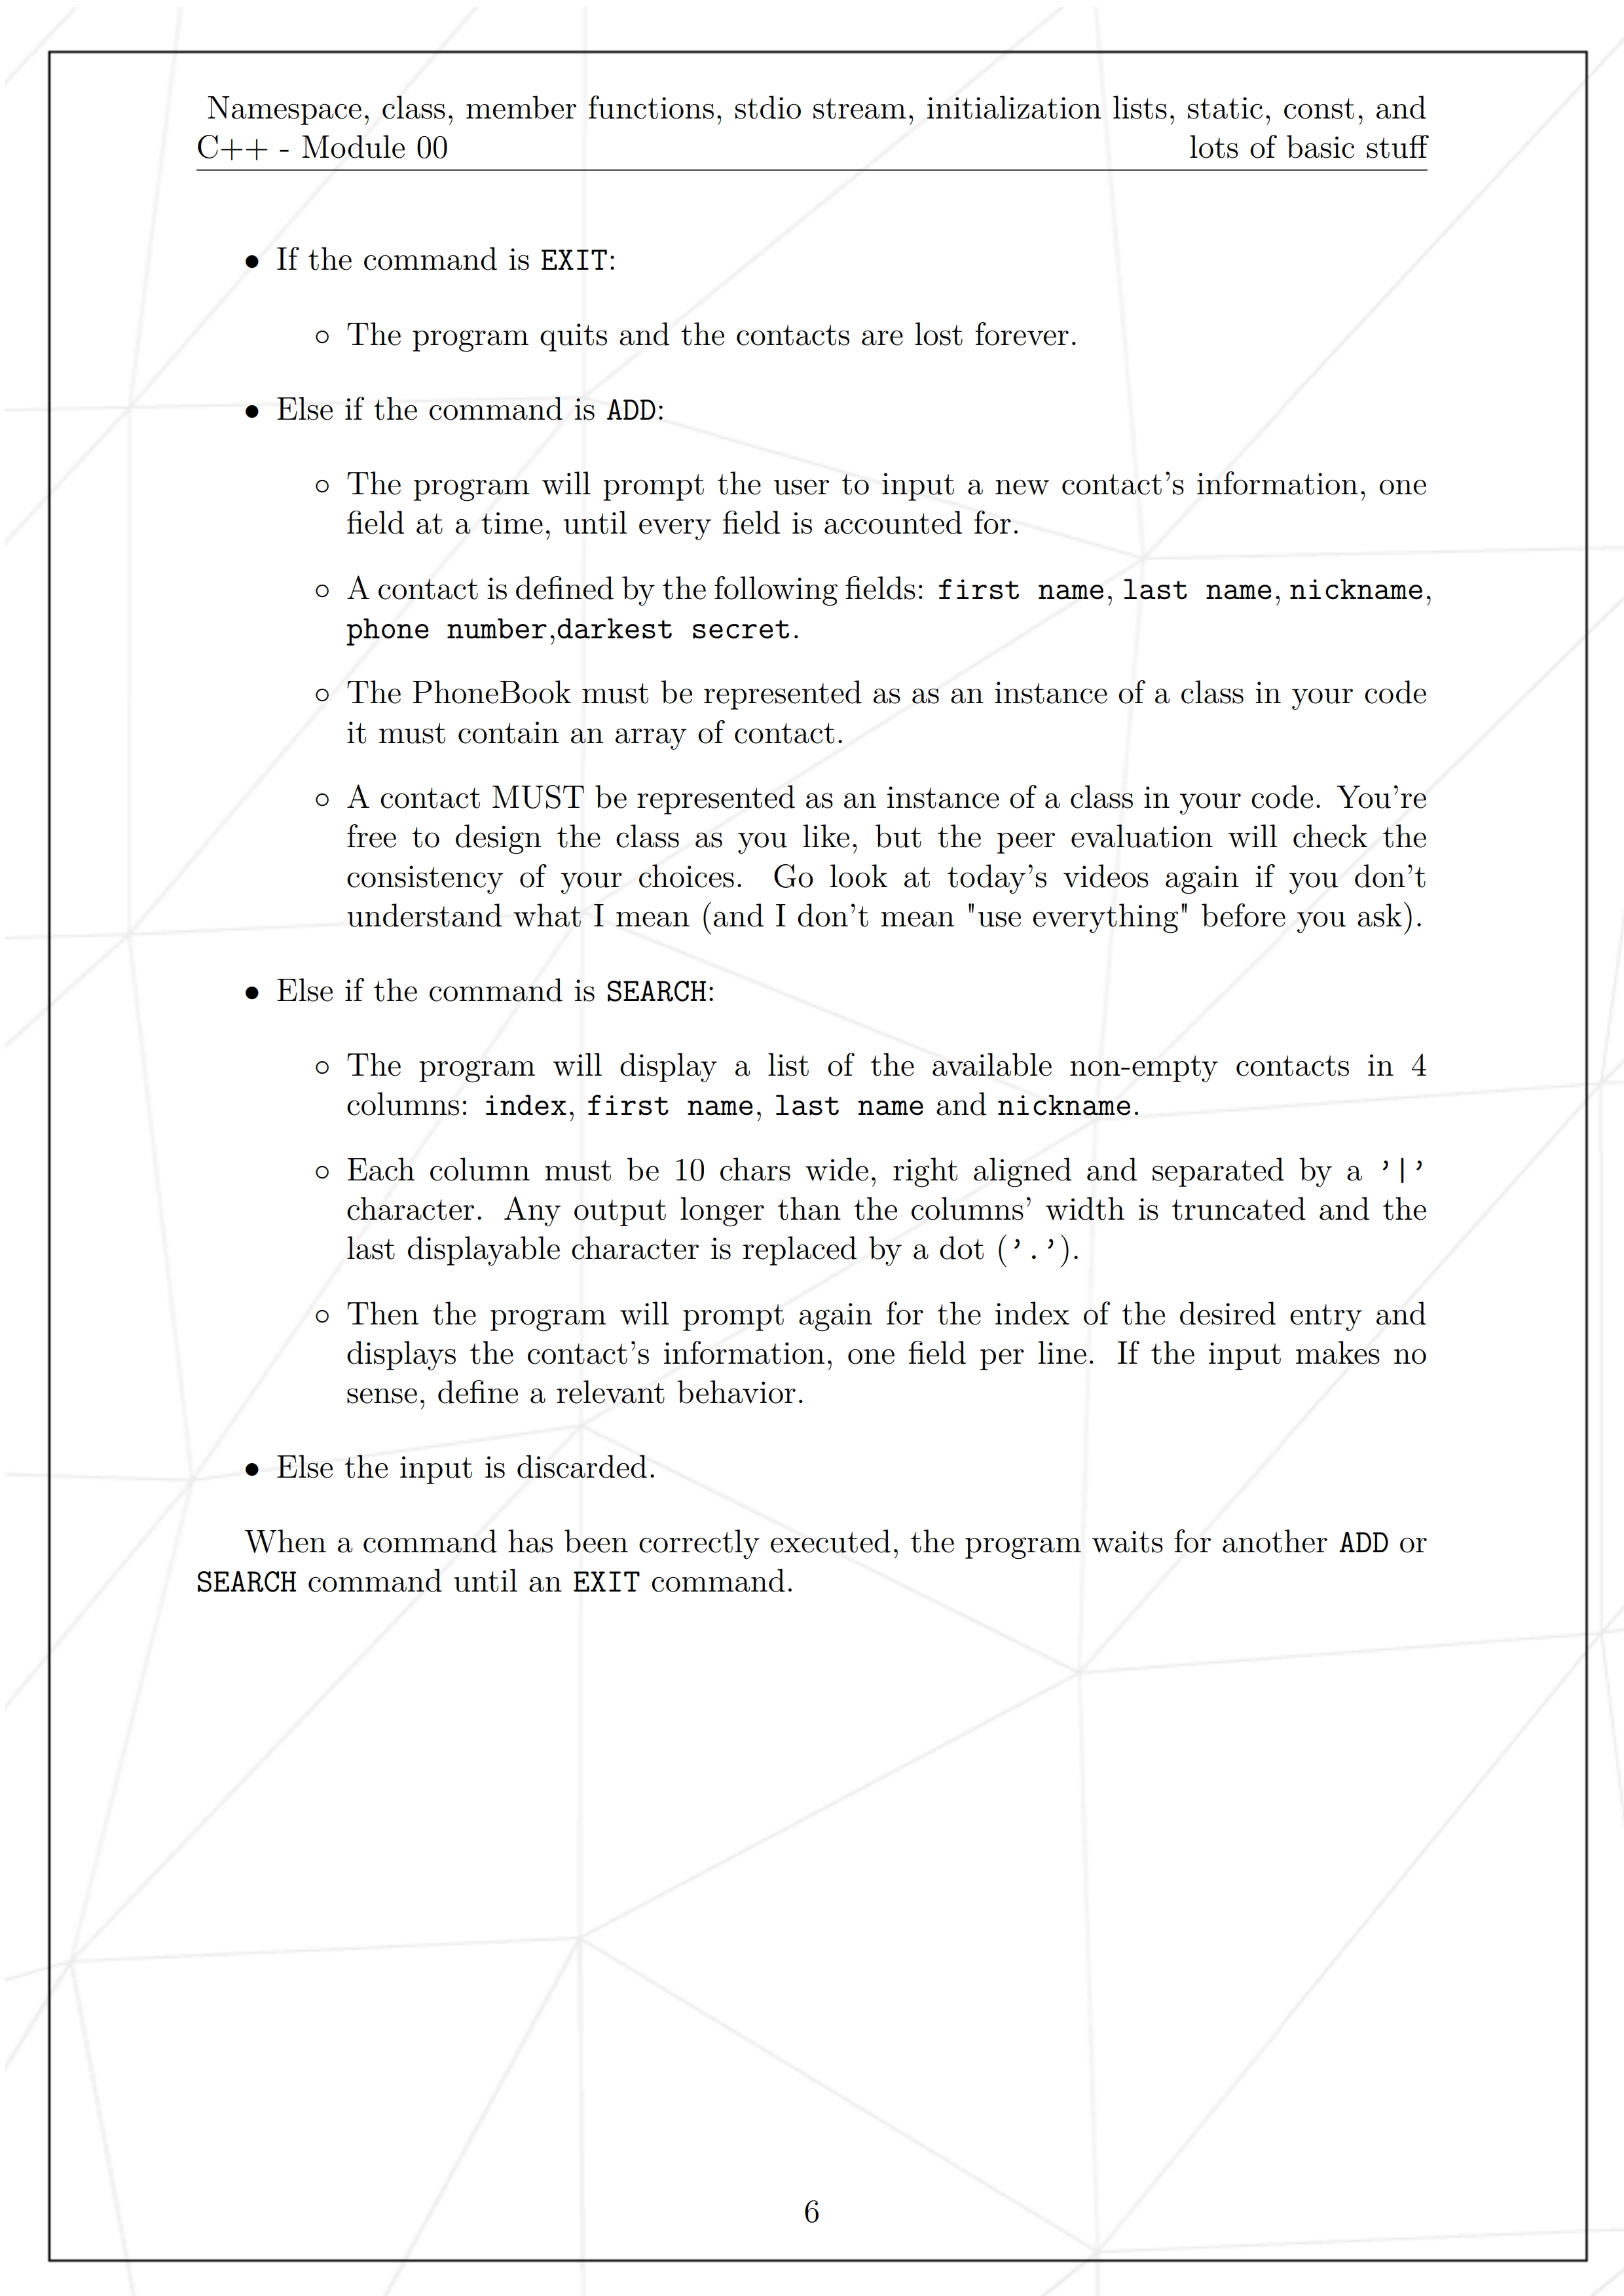 Namespace, class, member functions, stdio stream, initialization lists, static, const, and
C++ - Module 00 lots of basic stuff
• If the command is EXIT:
◦ The program quits and the contacts are lost forever.
• Else if the command is ADD:
◦ The program will prompt the user to input a new contact's information, one
field at a time, until every field is accounted for.
◦ A contact is defined by the following fields: first name, last name, nickname,
phone number,darkest secret.
◦ The PhoneBook must be represented as as an instance of a class in your code
it must contain an array of contact.
◦ A contact MUST be represented as an instance of a class in your code. You're
free to design the class as you like, but the peer evaluation will check the
consistency of your choices. Go look at today's videos again if you don't
understand what I mean (and I don't mean "use everything" before you ask).
• Else if the command is SEARCH:
◦ The program will display a list of the available non-empty contacts in 4
columns: index, first name, last name and nickname.
◦ Each column must be 10 chars wide, right aligned and separated by a '|'
character. Any output longer than the columns' width is truncated and the
last displayable character is replaced by a dot ('.').
◦ Then the program will prompt again for the index of the desired entry and
displays the contact's information, one field per line. If the input makes no
sense, define a relevant behavior.
• Else the input is discarded.
When a command has been correctly executed, the program waits for another ADD or
SEARCH command until an EXIT command.
6